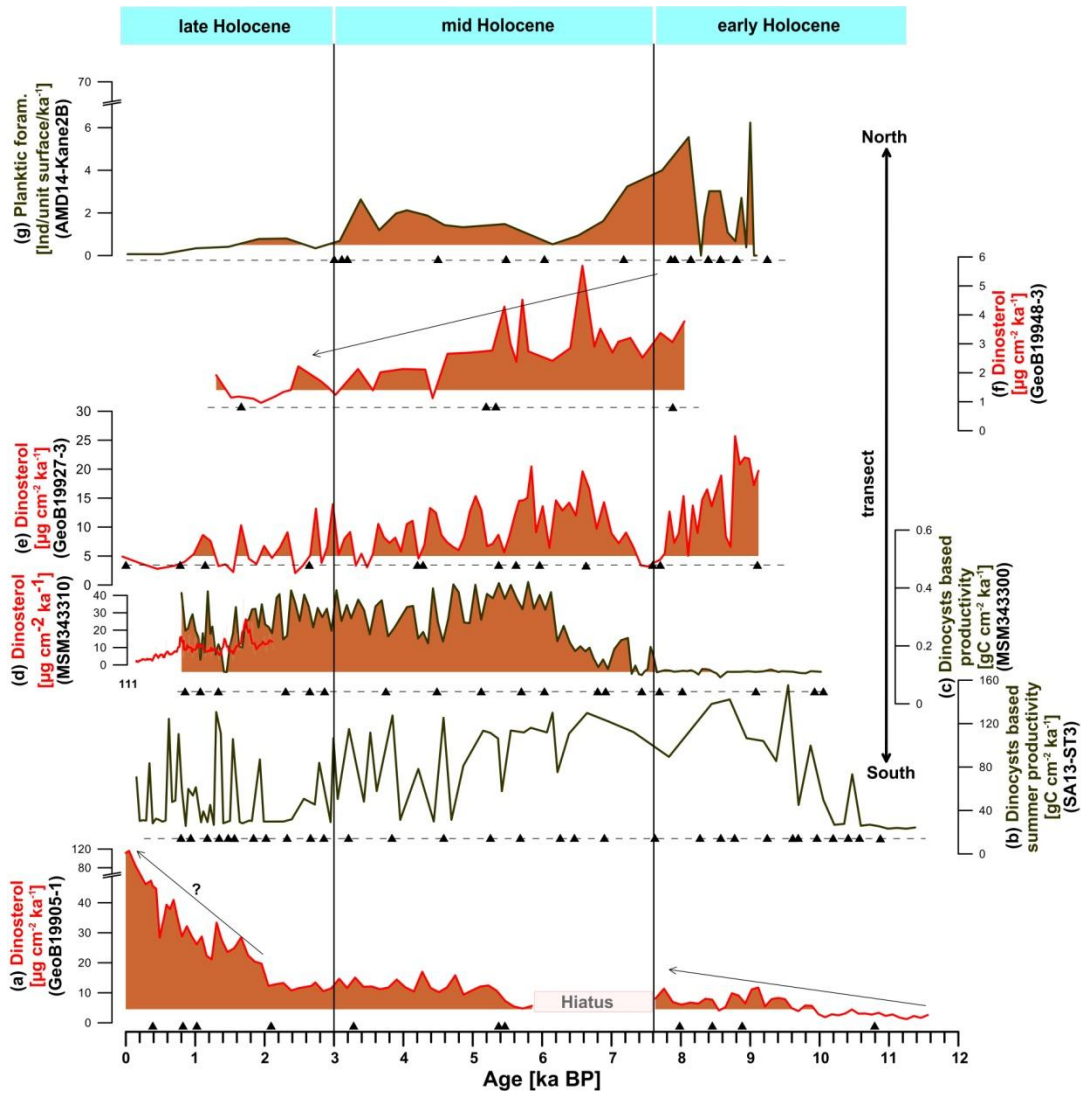 late Holocene
mid Holocene
early Holocene
(g) Planktic foram.
[Ind/unit surface/ka⁻¹]
(AMD14-Kane2B)
70
6
4
2
0
North
transect
South
6
5
4
3
2
1
0
(f) Dinosterol
[µg cm⁻² ka⁻¹]
(GeoB19948-3)
(e) Dinosterol
[µg cm⁻² ka⁻¹]
(GeoB19927-3)
30
25
20
15
10
5
0
0.6
0.4
0.2
0
(c) Dinocysts based
productivity
[gC cm⁻² ka⁻¹]
(MSM343300)
(d) Dinosterol
[µg cm⁻² ka⁻¹]
(MSM343310)
40
30
20
10
0
111
160
120
80
40
0
(b) Dinocysts based
summer productivity
[gC cm⁻² ka⁻¹]
(SA13-ST3)
(a) Dinosterol
[µg cm⁻² ka⁻¹]
(GeoB19905-1)
120
80
40
30
20
10
0
?
Hiatus
0 1 2 3 4 5 6 7 8 9 10 11 12
Age [ka BP]